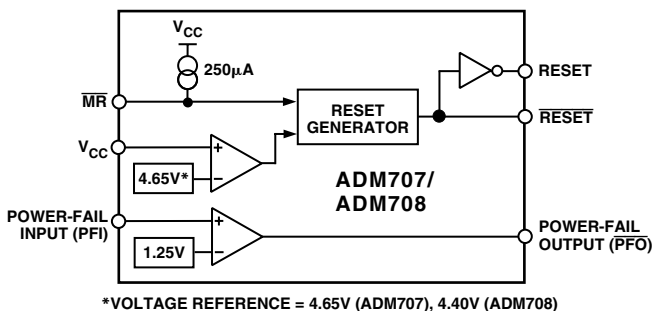 VCC
250μA
MR
RESET
RESET GENERATOR
RESET
VCC
+
4.65V*
−
ADM707/
ADM708
POWER-FAIL
INPUT (PFI)
+
1.25V
−
POWER-FAIL
OUTPUT (PFO)
*VOLTAGE REFERENCE = 4.65V (ADM707), 4.40V (ADM708)